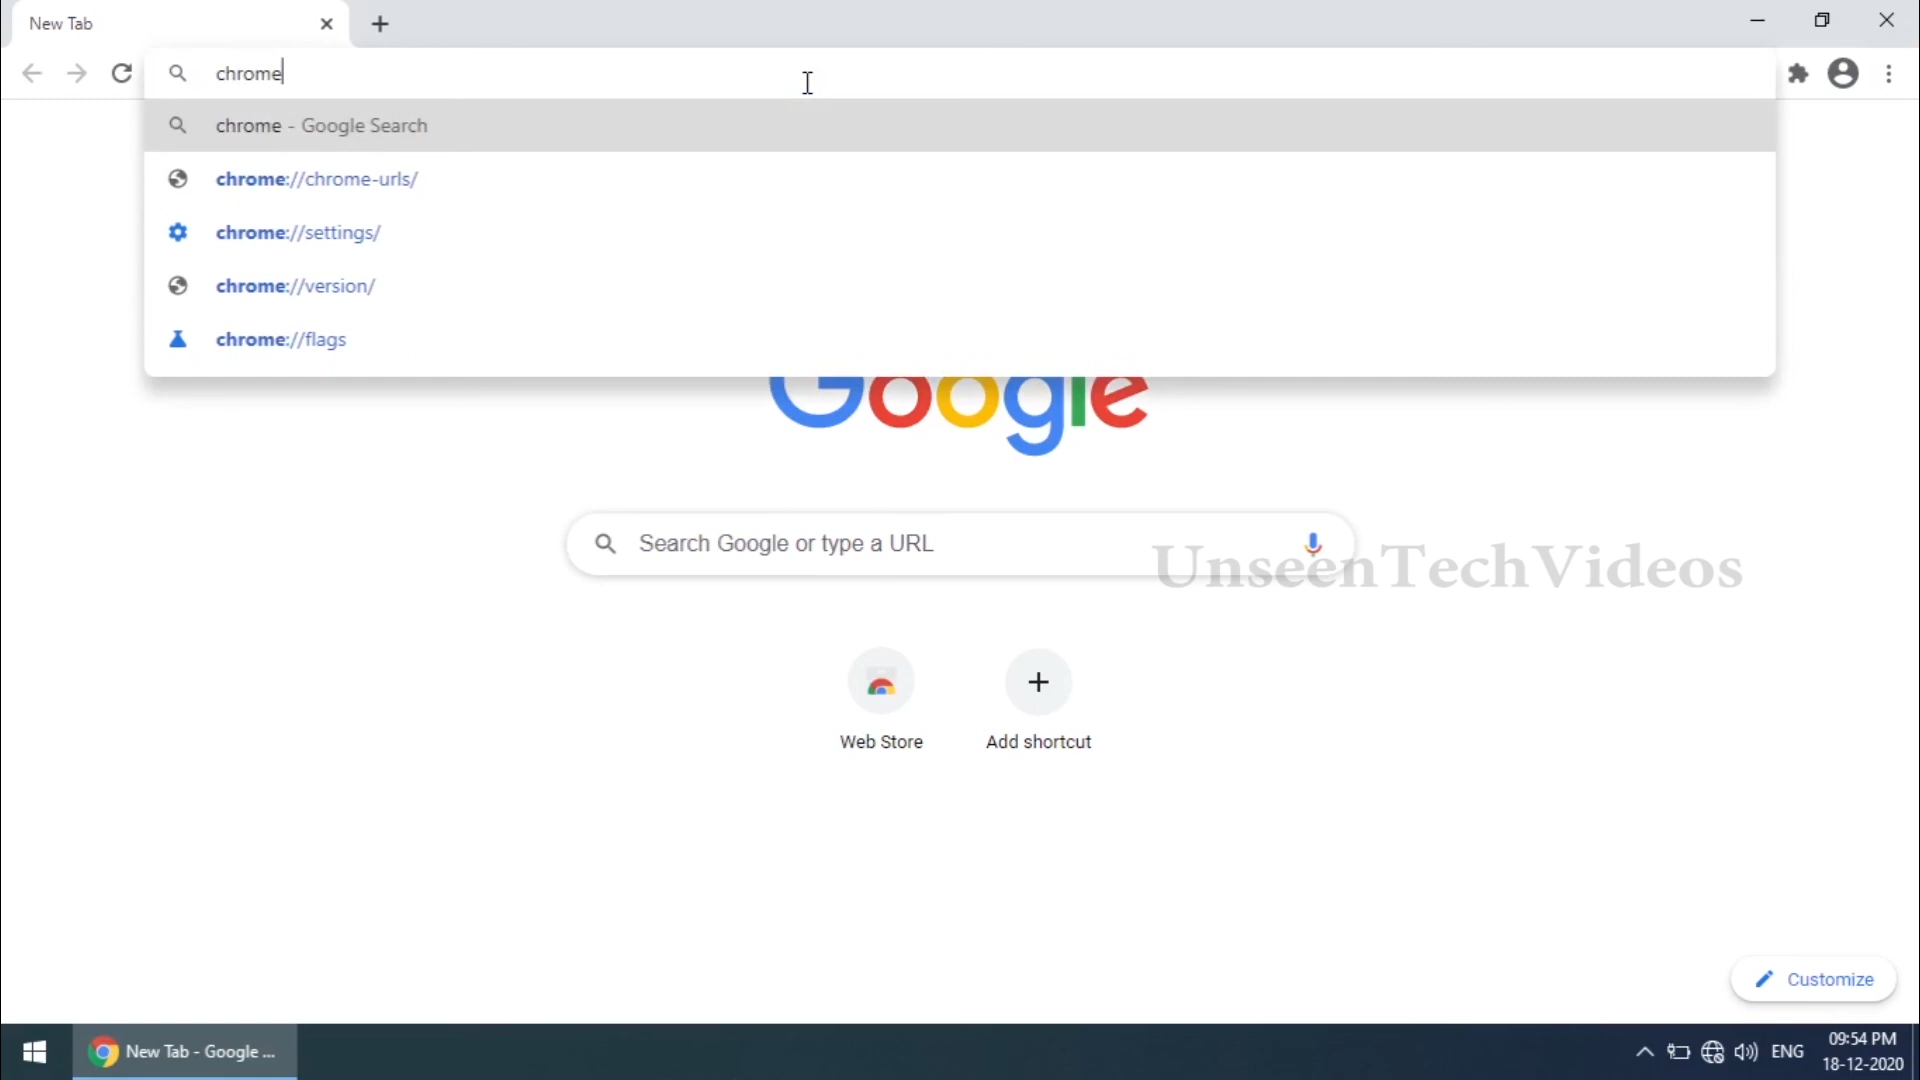 New Tab
chrome
chrome - Google Search
chrome://chrome-urls/
chrome://settings/
chrome://version/
chrome://flags
Google
Search Google or type a URL
UnseenTechVideos
Web Store
Add shortcut
Customize
New Tab - Google ...
ENG
09:54 PM
18-12-2020